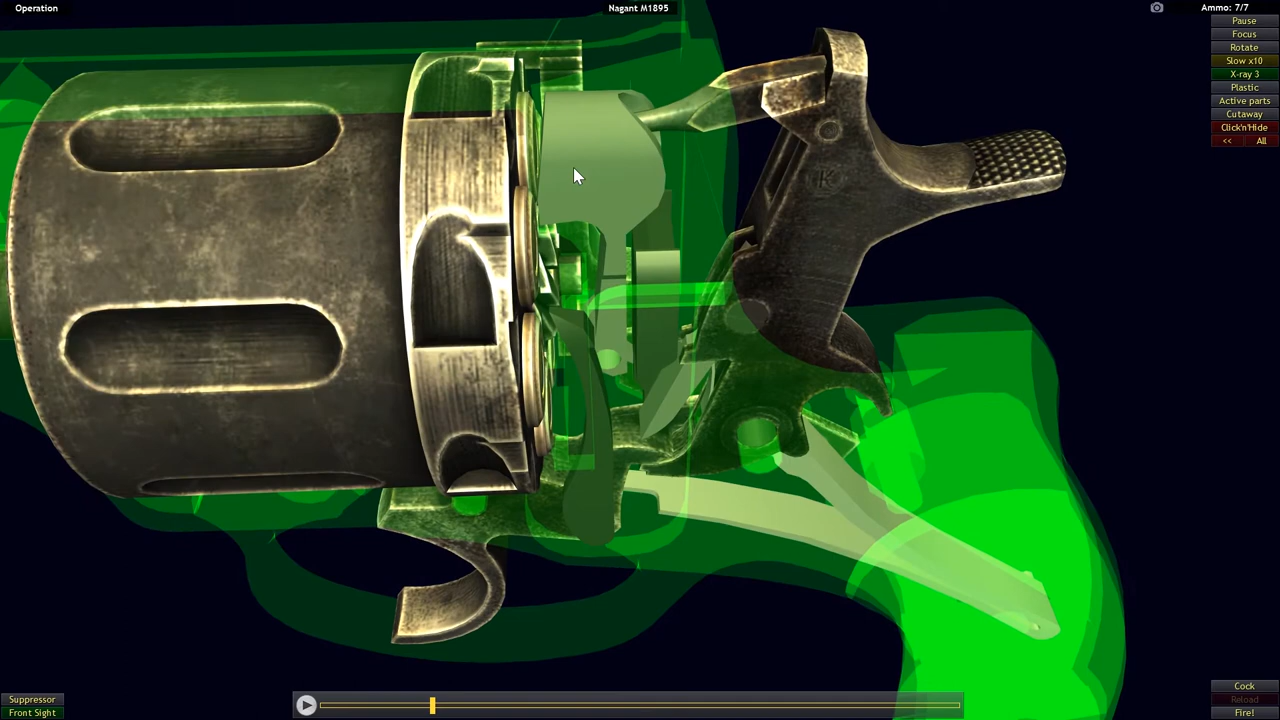 Operation
Nagant M1895
Ammo: 7/7
Pause
Focus
Rotate
Slow x10
X-ray 3
Plastic
Active parts
Cutaway
Click'n'Hide
<< All
K
Suppressor
Front Sight
Cock
Reload
Fire!